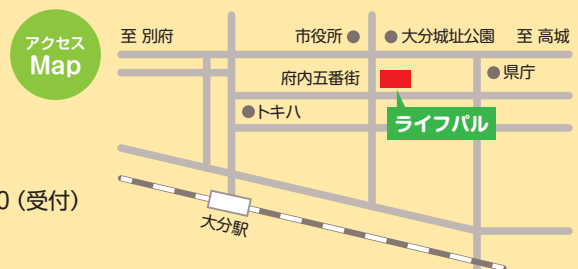 アクセス
Map
至 別府
市役所
大分城址公園
至 高城
府内五番街
県庁
トキハ
ライフパル
0 (受付)
大分駅